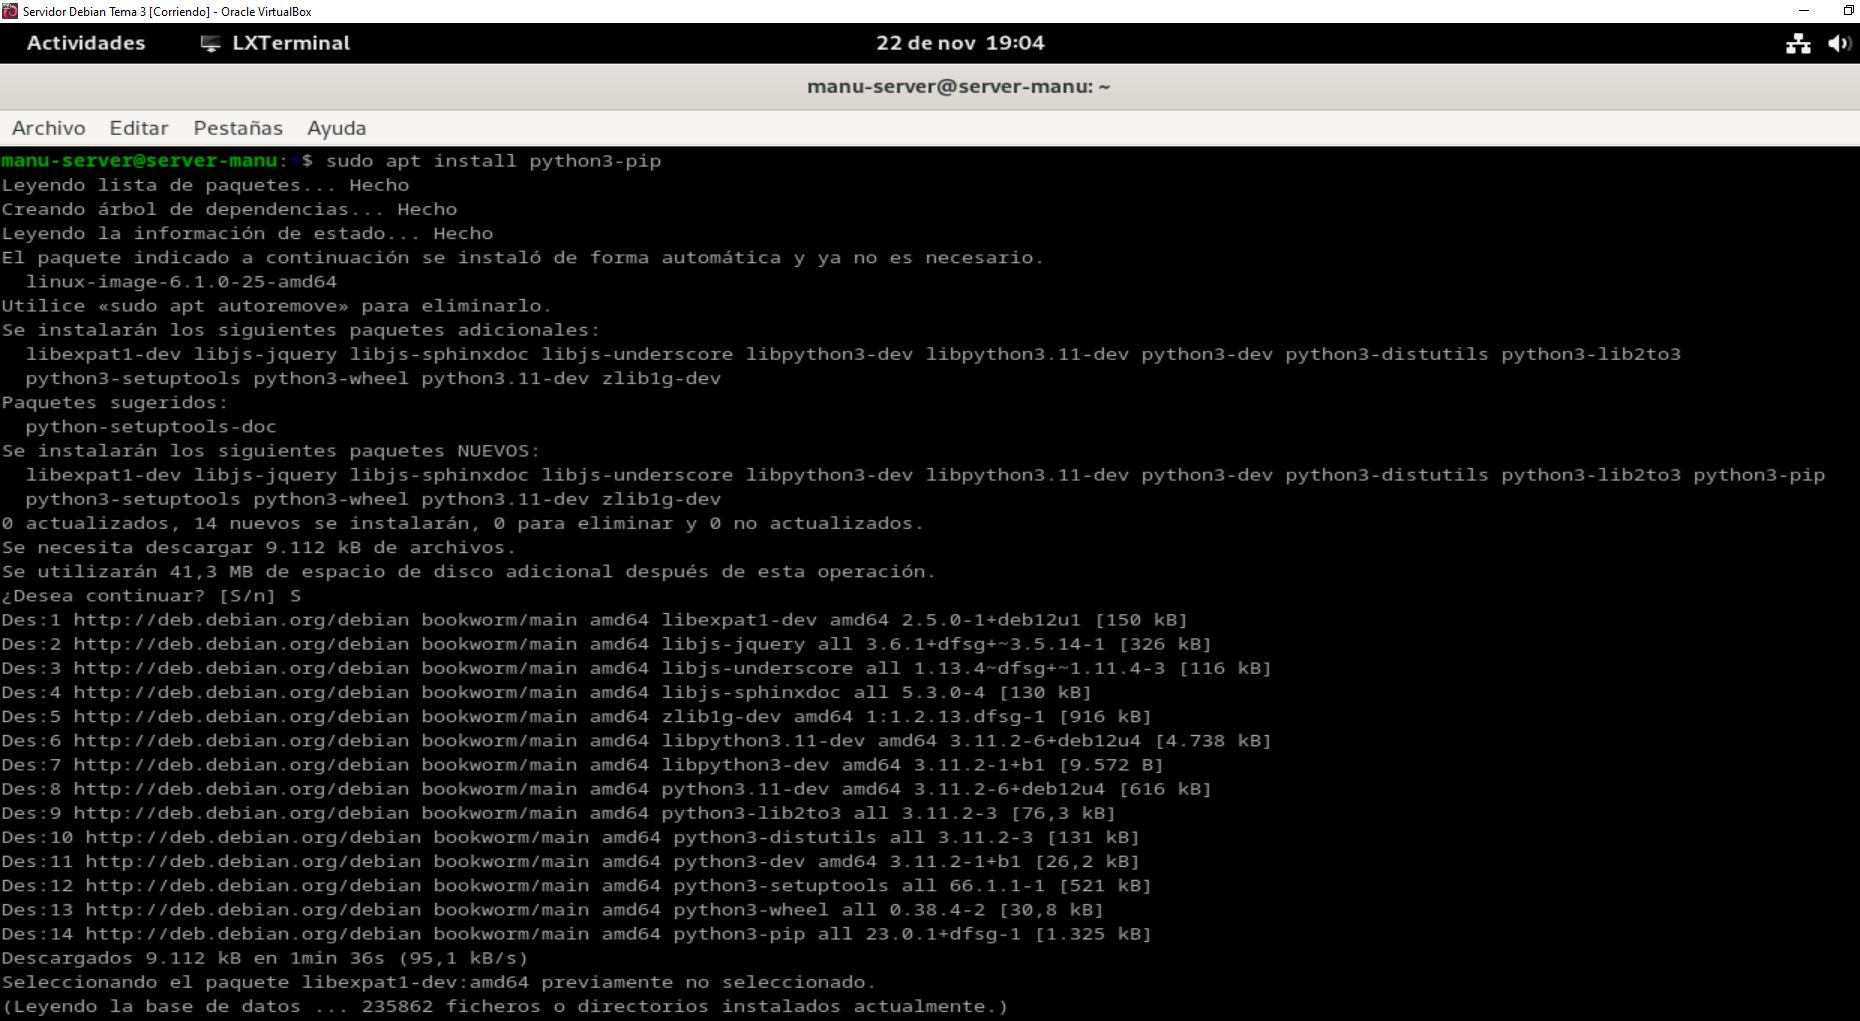 Servidor Debian Tema 3 [Corriendo] - Oracle VirtualBox
Actividades LXTerminal 22 de nov 19:04
manu-server@server-manu: ~
Archivo Editar Pestañas Ayuda
manu-server@server-manu:~$ sudo apt install python3-pip
Leyendo lista de paquetes... Hecho
Creando árbol de dependencias... Hecho
Leyendo la información de estado... Hecho
El paquete indicado a continuación se instaló de forma automática y ya no es necesario.
  linux-image-6.1.0-25-amd64
Utilice «sudo apt autoremove» para eliminarlo.
Se instalarán los siguientes paquetes adicionales:
  libexpat1-dev libjs-jquery libjs-sphinxdoc libjs-underscore libpython3-dev libpython3.11-dev python3-dev python3-distutils python3-lib2to3
  python3-setuptools python3-wheel python3.11-dev zlib1g-dev
Paquetes sugeridos:
  python-setuptools-doc
Se instalarán los siguientes paquetes NUEVOS:
  libexpat1-dev libjs-jquery libjs-sphinxdoc libjs-underscore libpython3-dev libpython3.11-dev python3-dev python3-distutils python3-lib2to3 python3-pip
  python3-setuptools python3-wheel python3.11-dev zlib1g-dev
0 actualizados, 14 nuevos se instalarán, 0 para eliminar y 0 no actualizados.
Se necesita descargar 9.112 kB de archivos.
Se utilizarán 41,3 MB de espacio de disco adicional después de esta operación.
¿Desea continuar? [S/n] S
Des:1 http://deb.debian.org/debian bookworm/main amd64 libexpat1-dev amd64 2.5.0-1+deb12u1 [150 kB]
Des:2 http://deb.debian.org/debian bookworm/main amd64 libjs-jquery all 3.6.1+dfsg+~3.5.14-1 [326 kB]
Des:3 http://deb.debian.org/debian bookworm/main amd64 libjs-underscore all 1.13.4~dfsg+~1.11.4-3 [116 kB]
Des:4 http://deb.debian.org/debian bookworm/main amd64 libjs-sphinxdoc all 5.3.0-4 [130 kB]
Des:5 http://deb.debian.org/debian bookworm/main amd64 zlib1g-dev amd64 1:1.2.13.dfsg-1 [916 kB]
Des:6 http://deb.debian.org/debian bookworm/main amd64 libpython3.11-dev amd64 3.11.2-6+deb12u4 [4.738 kB]
Des:7 http://deb.debian.org/debian bookworm/main amd64 libpython3-dev amd64 3.11.2-1+b1 [9.572 B]
Des:8 http://deb.debian.org/debian bookworm/main amd64 python3.11-dev amd64 3.11.2-6+deb12u4 [616 kB]
Des:9 http://deb.debian.org/debian bookworm/main amd64 python3-lib2to3 all 3.11.2-3 [76,3 kB]
Des:10 http://deb.debian.org/debian bookworm/main amd64 python3-distutils all 3.11.2-3 [131 kB]
Des:11 http://deb.debian.org/debian bookworm/main amd64 python3-dev amd64 3.11.2-1+b1 [26,2 kB]
Des:12 http://deb.debian.org/debian bookworm/main amd64 python3-setuptools all 66.1.1-1 [521 kB]
Des:13 http://deb.debian.org/debian bookworm/main amd64 python3-wheel all 0.38.4-2 [30,8 kB]
Des:14 http://deb.debian.org/debian bookworm/main amd64 python3-pip all 23.0.1+dfsg-1 [1.325 kB]
Descargados 9.112 kB en 1min 36s (95,1 kB/s)
Seleccionando el paquete libexpat1-dev:amd64 previamente no seleccionado.
(Leyendo la base de datos ... 235862 ficheros o directorios instalados actualmente.)